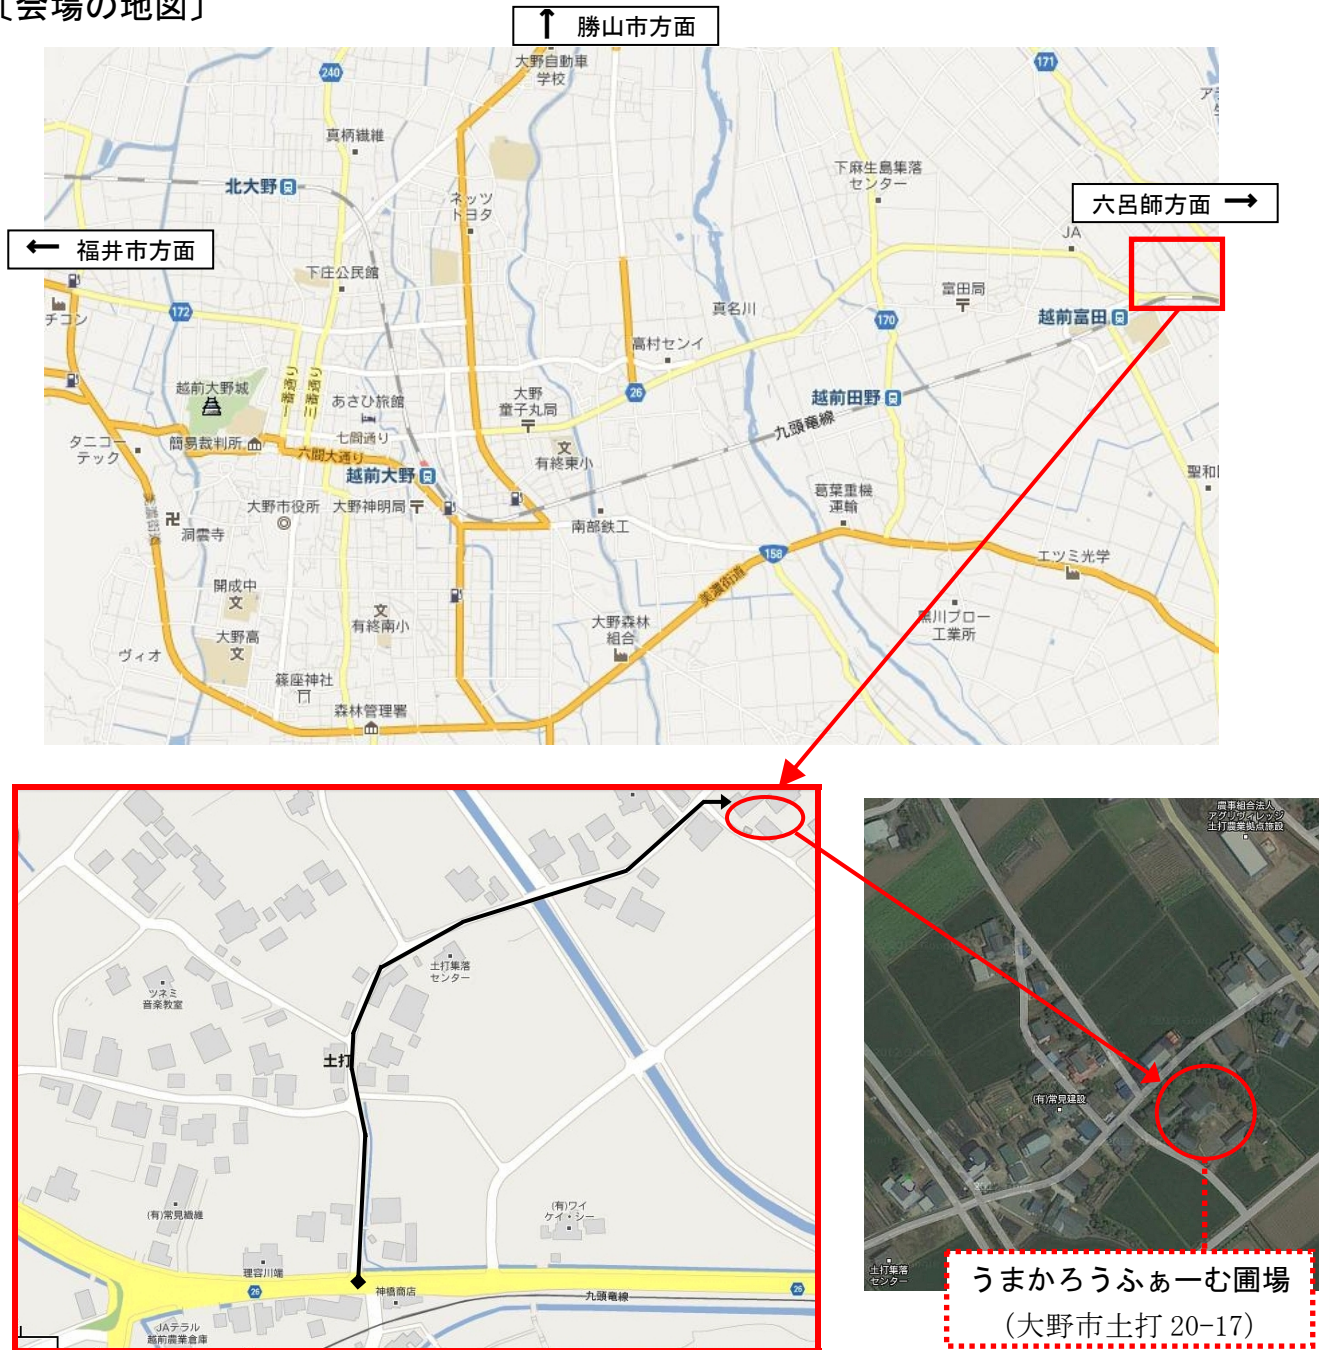 〔会場の地図〕
↑ 勝山市方面
大野自動車
学校
240
171
真柄繊維
下麻生島集落
センター
北大野
ネッツ
トヨタ
六呂師方面 →
JA
← 福井市方面
下庄公民館
富田局
チコン
172
真名川
170
越前富田
高村センイ
越前大野城
一番通り
三番通り
あさひ旅館
大野
童子丸局
26
越前田野
九頭竜線
タニコー
テック
簡易裁判所
七間通り
六間大通り
越前大野
有終東小
聖和
大野市役所
大野神明局
葛葉重機
運輸
洞雲寺
南部鉄工
158
エツミ光学
美濃街道
開成中
有終南小
大野森林
組合
黒川ブロー
工業所
大野高
ヴィオ
篠座神社
森林管理署
農事組合法人
アグリヴィレッジ
土打農業拠点施設
土打集落
センター
ツネミ
音楽教室
土打
(有)常見建設
(有)常見繊維
(有)ワイ
ケイ・シー
理容川端
26
神橋商店
九頭竜線
26
JAテラル
越前農業倉庫
土打集落
センター
うまかろうふぁーむ圃場
（大野市土打 20-17）